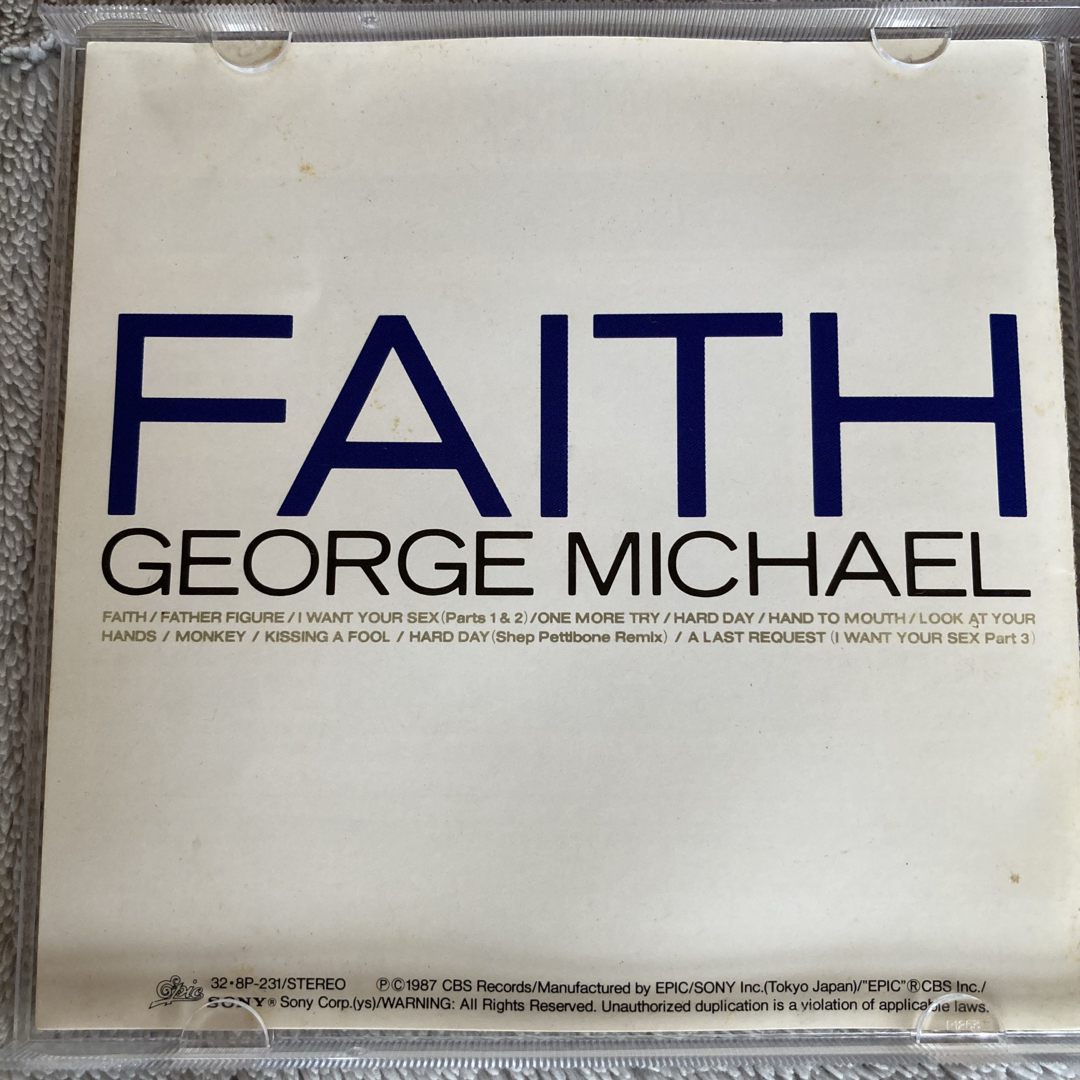 FAITH
GEORGE MICHAEL
FAITH / FATHER FIGURE / I WANT YOUR SEX (Parts 1 & 2) / ONE MORE TRY / HARD DAY / HAND TO MOUTH / LOOK AT YOUR
HANDS / MONKEY / KISSING A FOOL / HARD DAY (Shep Pettibone Remix) / A LAST REQUEST (I WANT YOUR SEX Part 3)
Epic 32•8P-231/STEREO ℗©1987 CBS Records/Manufactured by EPIC/SONY Inc.(Tokyo Japan)/"EPIC"®CBS Inc./
SONY® Sony Corp.(ys)/WARNING: All Rights Reserved. Unauthorized duplication is a violation of applicable laws.